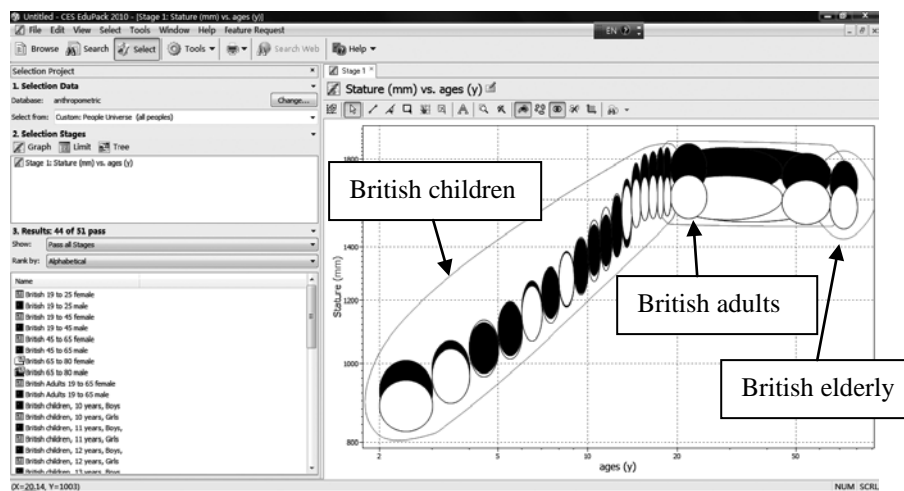 Untitled - CES EduPack 2010 - [Stage 1: Stature (mm) vs. ages (y)]
File Edit View Select Tools Window Help Feature Request
EN
Browse Search Select Tools Search Web Help
Selection Project
1. Selection Data
Database: anthropometric Change...
Select from: Custom: People Universe (all peoples)
2. Selection Stages
Graph Limit Tree
Stage 1: Stature (mm) vs. ages (y)
3. Results: 44 of 51 pass
Show: Pass all Stages
Rank by: Alphabetical
Name
British 19 to 25 female
British 19 to 25 male
British 19 to 45 female
British 19 to 45 male
British 45 to 65 female
British 45 to 65 male
British 65 to 80 female
British 65 to 80 male
British Adults 19 to 65 female
British Adults 19 to 65 male
British children, 10 years, Boys
British children, 10 years, Girls
British children, 11 years, Boys,
British children, 11 years, Girls
British children, 12 years, Boys,
British children, 12 years, Girls
British children, 13 years, Boys
Stage 1
Stature (mm) vs. ages (y)
Stature (mm)
1800
1400
1200
1000
800
British children
British adults
British elderly
2 5 10 20 50
ages (y)
(X=20.14, Y=1003) NUM SCRL